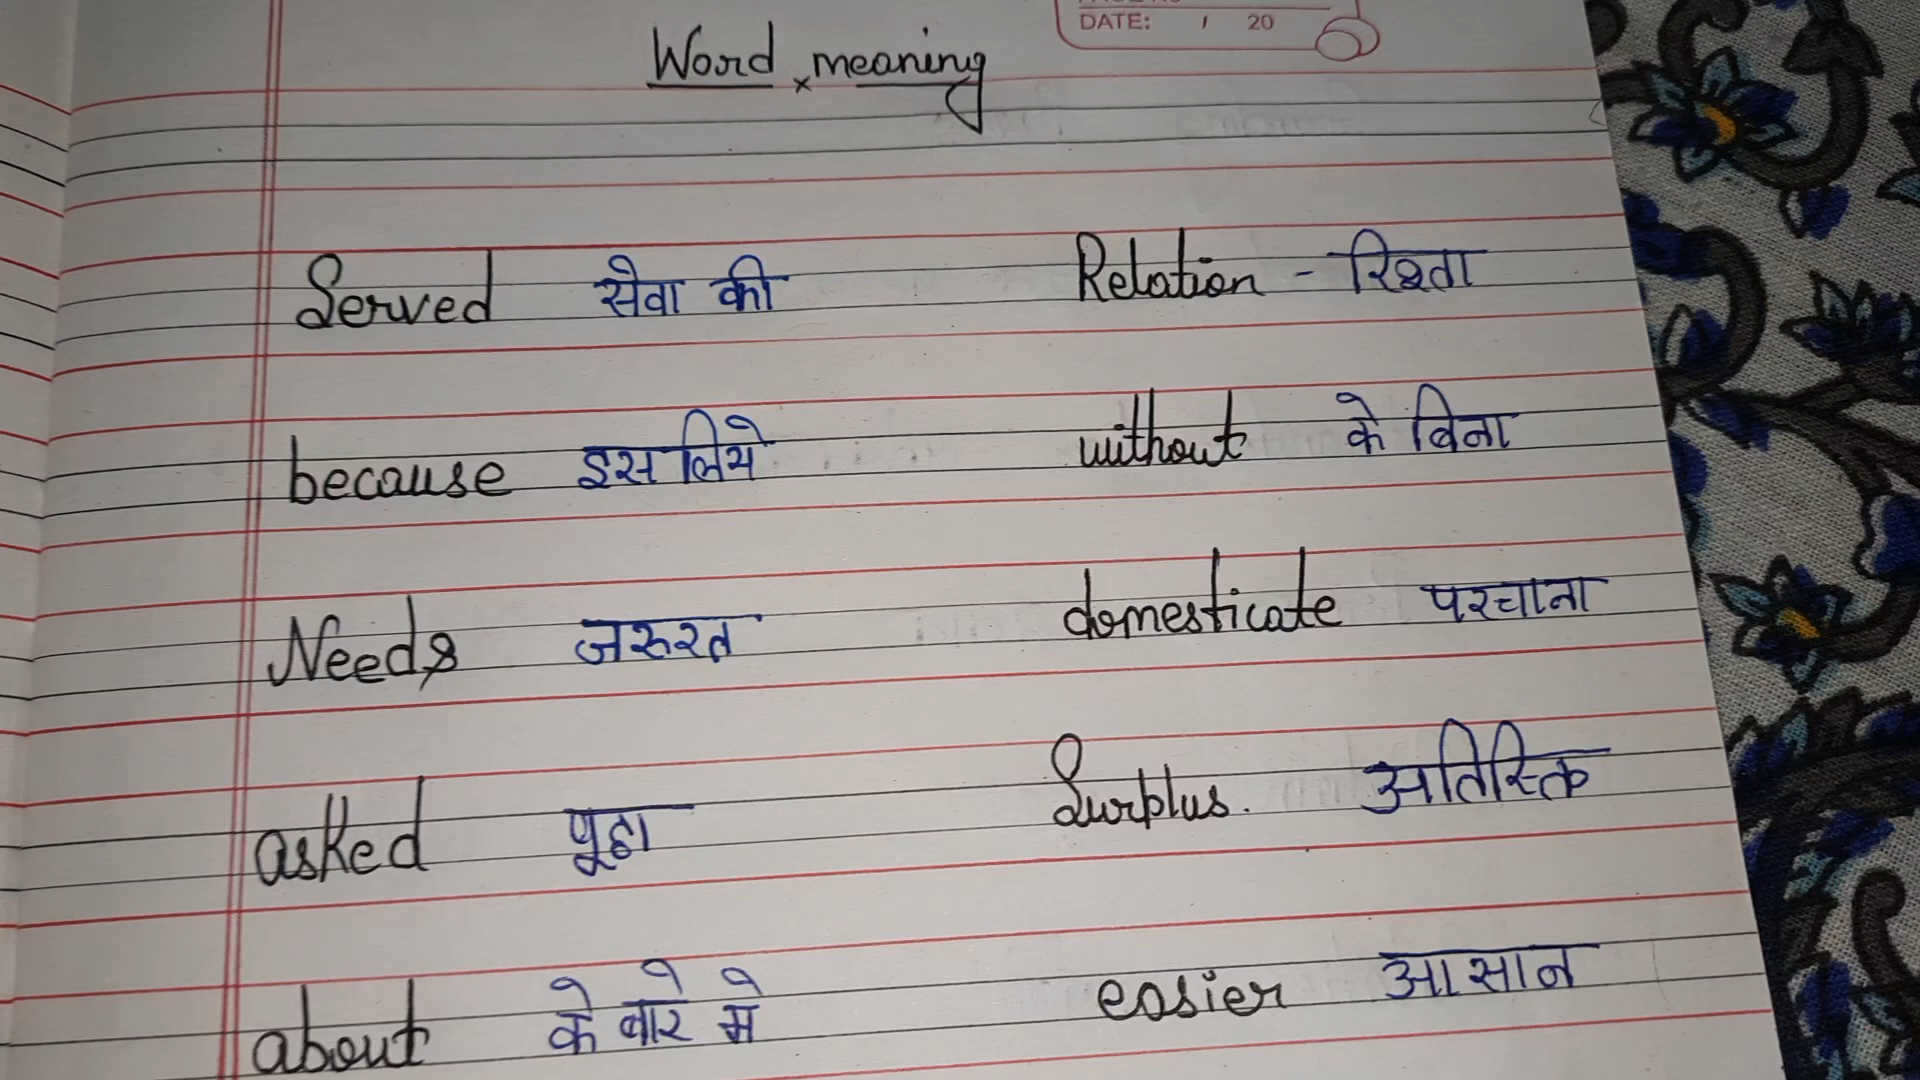 DATE: / 20
Word meaning
Served सेवा की
Relation - रिश्ता
because इस लिये
without के बिना
Needs जरुरत
domesticate परचाना
asked पूछा
Surplus. अतिरिक्त
about के बारे मे
easier आसान